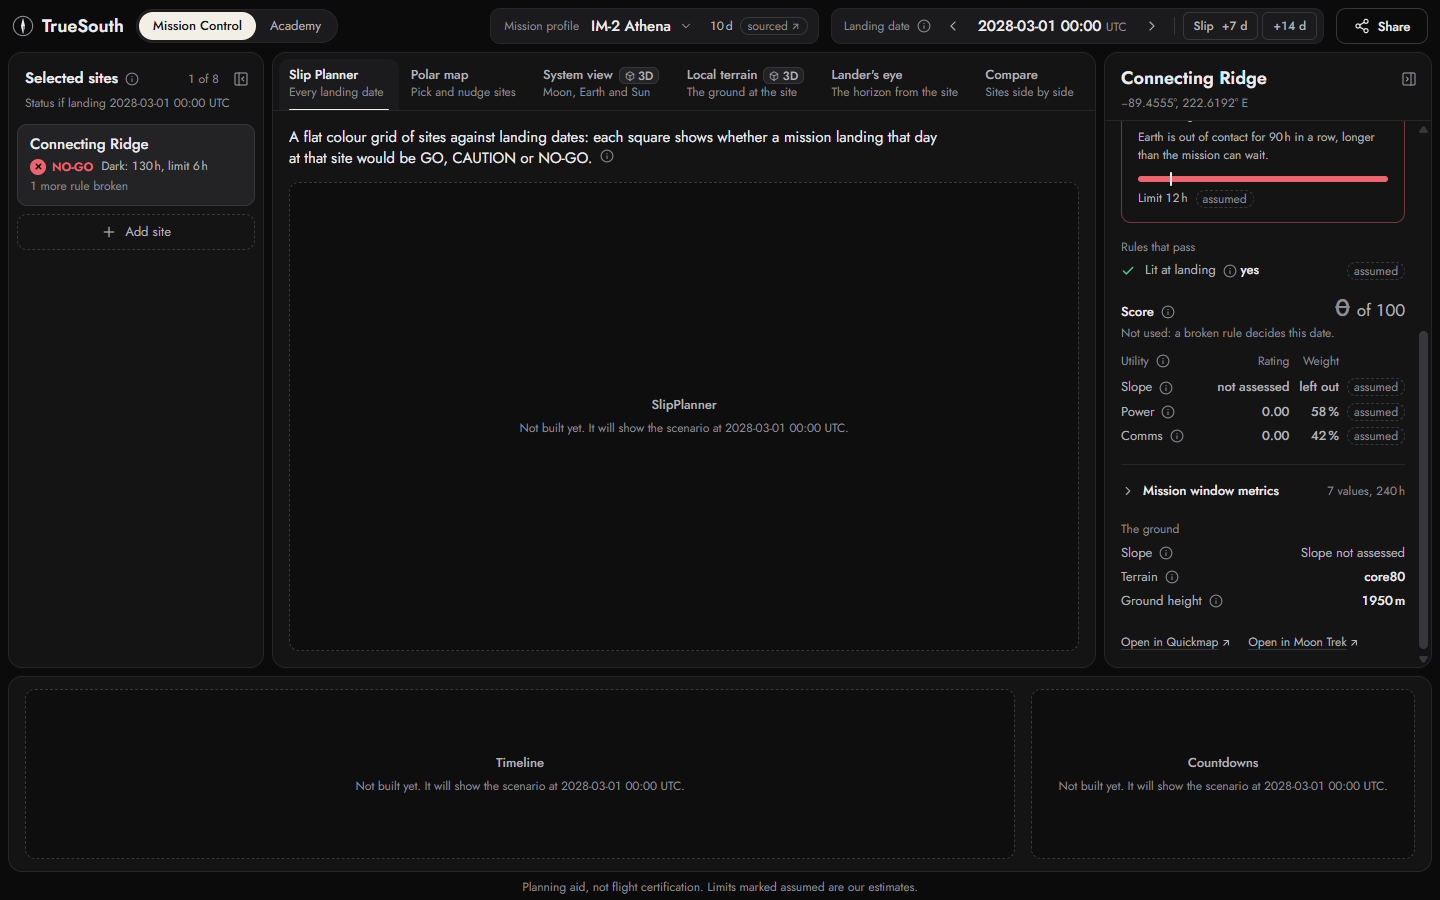 TrueSouth
Mission Control
Academy
Mission profile IM-2 Athena 10 d sourced ↗
Landing date 2028-03-01 00:00 UTC
Slip +7 d +14 d
Share
Selected sites 1 of 8
Status if landing 2028-03-01 00:00 UTC
Connecting Ridge
NO-GO Dark: 130 h, limit 6 h
1 more rule broken
+ Add site
Slip Planner
Every landing date
Polar map
Pick and nudge sites
System view 3D
Moon, Earth and Sun
Local terrain 3D
The ground at the site
Lander's eye
The horizon from the site
Compare
Sites side by side
A flat colour grid of sites against landing dates: each square shows whether a mission landing that day
at that site would be GO, CAUTION or NO-GO.
SlipPlanner
Not built yet. It will show the scenario at 2028-03-01 00:00 UTC.
Connecting Ridge
−89.4555°, 222.6192° E
Earth is out of contact for 90 h in a row, longer
than the mission can wait.
Limit 12 h assumed
Rules that pass
Lit at landing yes assumed
Score 0 of 100
Not used: a broken rule decides this date.
Utility Rating Weight
Slope not assessed left out assumed
Power 0.00 58 % assumed
Comms 0.00 42 % assumed
Mission window metrics 7 values, 240 h
The ground
Slope Slope not assessed
Terrain core80
Ground height 1950 m
Open in Quickmap ↗ Open in Moon Trek ↗
Timeline
Not built yet. It will show the scenario at 2028-03-01 00:00 UTC.
Countdowns
Not built yet. It will show the scenario at 2028-03-01 00:00 UTC.
Planning aid, not flight certification. Limits marked assumed are our estimates.